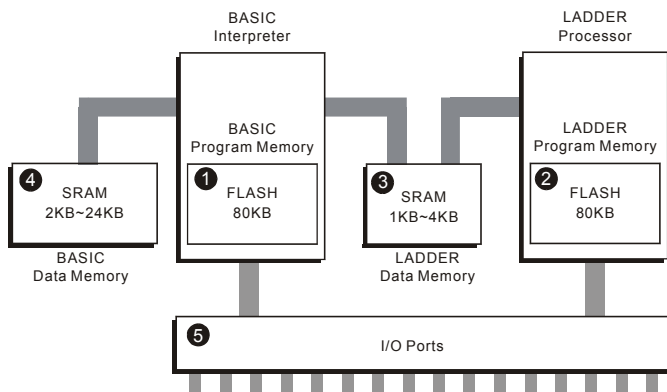 BASIC
Interpreter
LADDER
Processor
BASIC
Program Memory
LADDER
Program Memory
4
SRAM
2KB~24KB
1
FLASH
80KB
3
SRAM
1KB~4KB
2
FLASH
80KB
BASIC
Data Memory
LADDER
Data Memory
5
I/O Ports